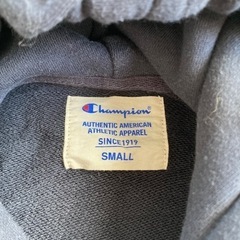 Champion
AUTHENTIC AMERICAN
ATHLETIC APPAREL
SINCE 1919
SMALL